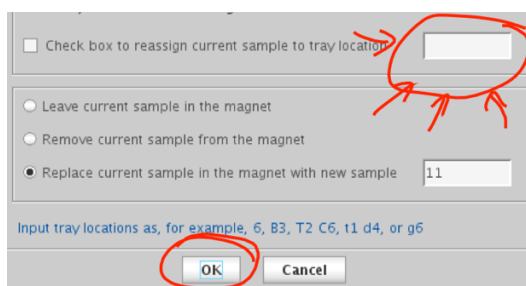 Check box to reassign current sample to tray location
Leave current sample in the magnet
Remove current sample from the magnet
Replace current sample in the magnet with new sample 11
Input tray locations as, for example, 6, B3, T2 C6, t1 d4, or g6
OK Cancel